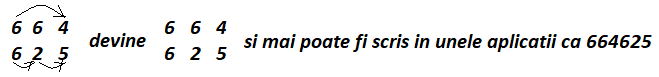 6 6 4 devine 6 6 4 si mai poate fi scris in unele aplicatii ca 664625
6 2 5 6 2 5